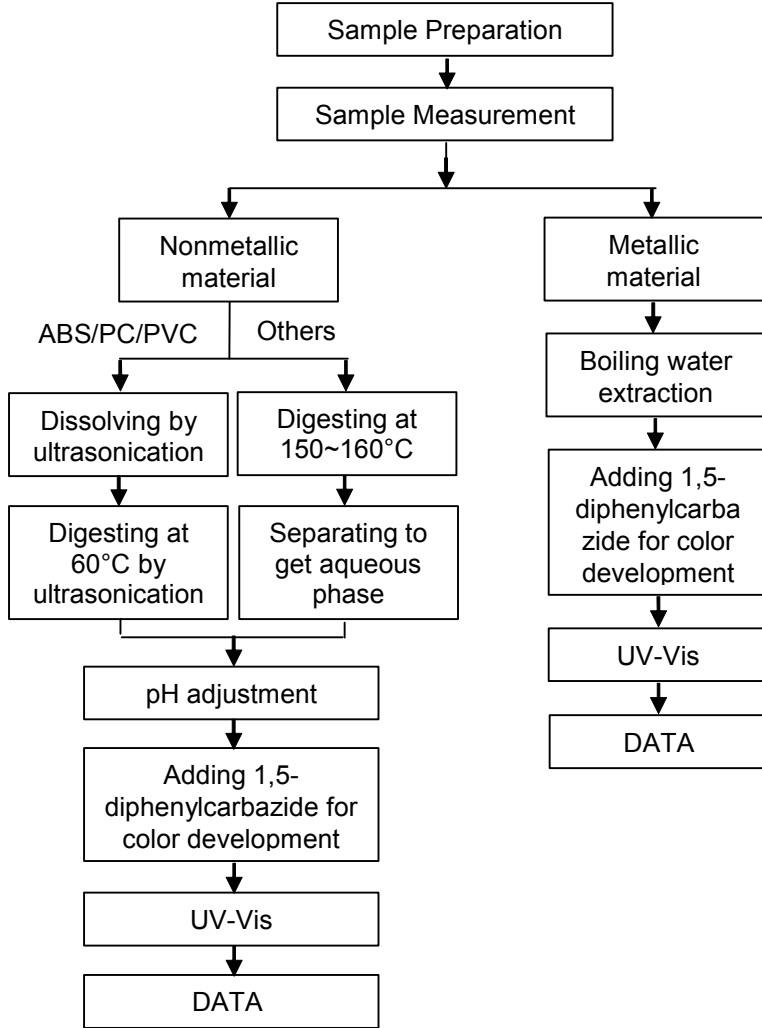 Sample Preparation
Sample Measurement
Nonmetallic
material
Metallic
material
ABS/PC/PVC
Others
Boiling water
extraction
Dissolving by
ultrasonication
Digesting at
150~160°C
Adding 1,5-
diphenylcarba
zide for color
development
Digesting at
60°C by
ultrasonication
Separating to
get aqueous
phase
UV-Vis
pH adjustment
DATA
Adding 1,5-
diphenylcarbazide for
color development
UV-Vis
DATA